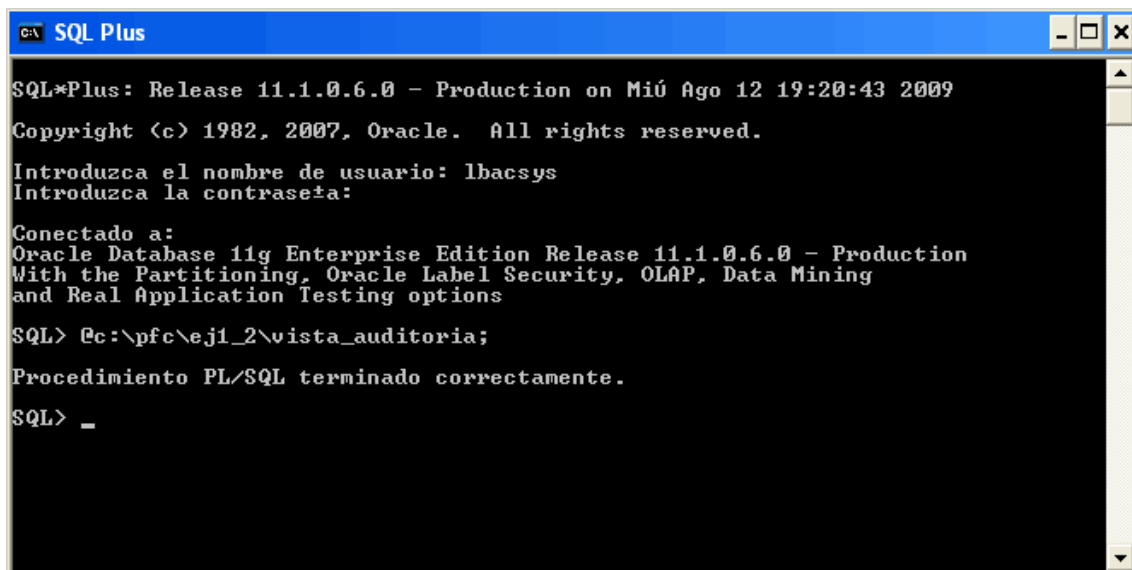 SQL Plus
SQL*Plus: Release 11.1.0.6.0 - Production on Miú Ago 12 19:20:43 2009
Copyright (c) 1982, 2007, Oracle.  All rights reserved.
Introduzca el nombre de usuario: lbacsys
Introduzca la contrase±a:
Conectado a:
Oracle Database 11g Enterprise Edition Release 11.1.0.6.0 - Production
With the Partitioning, Oracle Label Security, OLAP, Data Mining
and Real Application Testing options
SQL> @c:\pfc\ej1_2\vista_auditoria;
Procedimiento PL/SQL terminado correctamente.
SQL> _